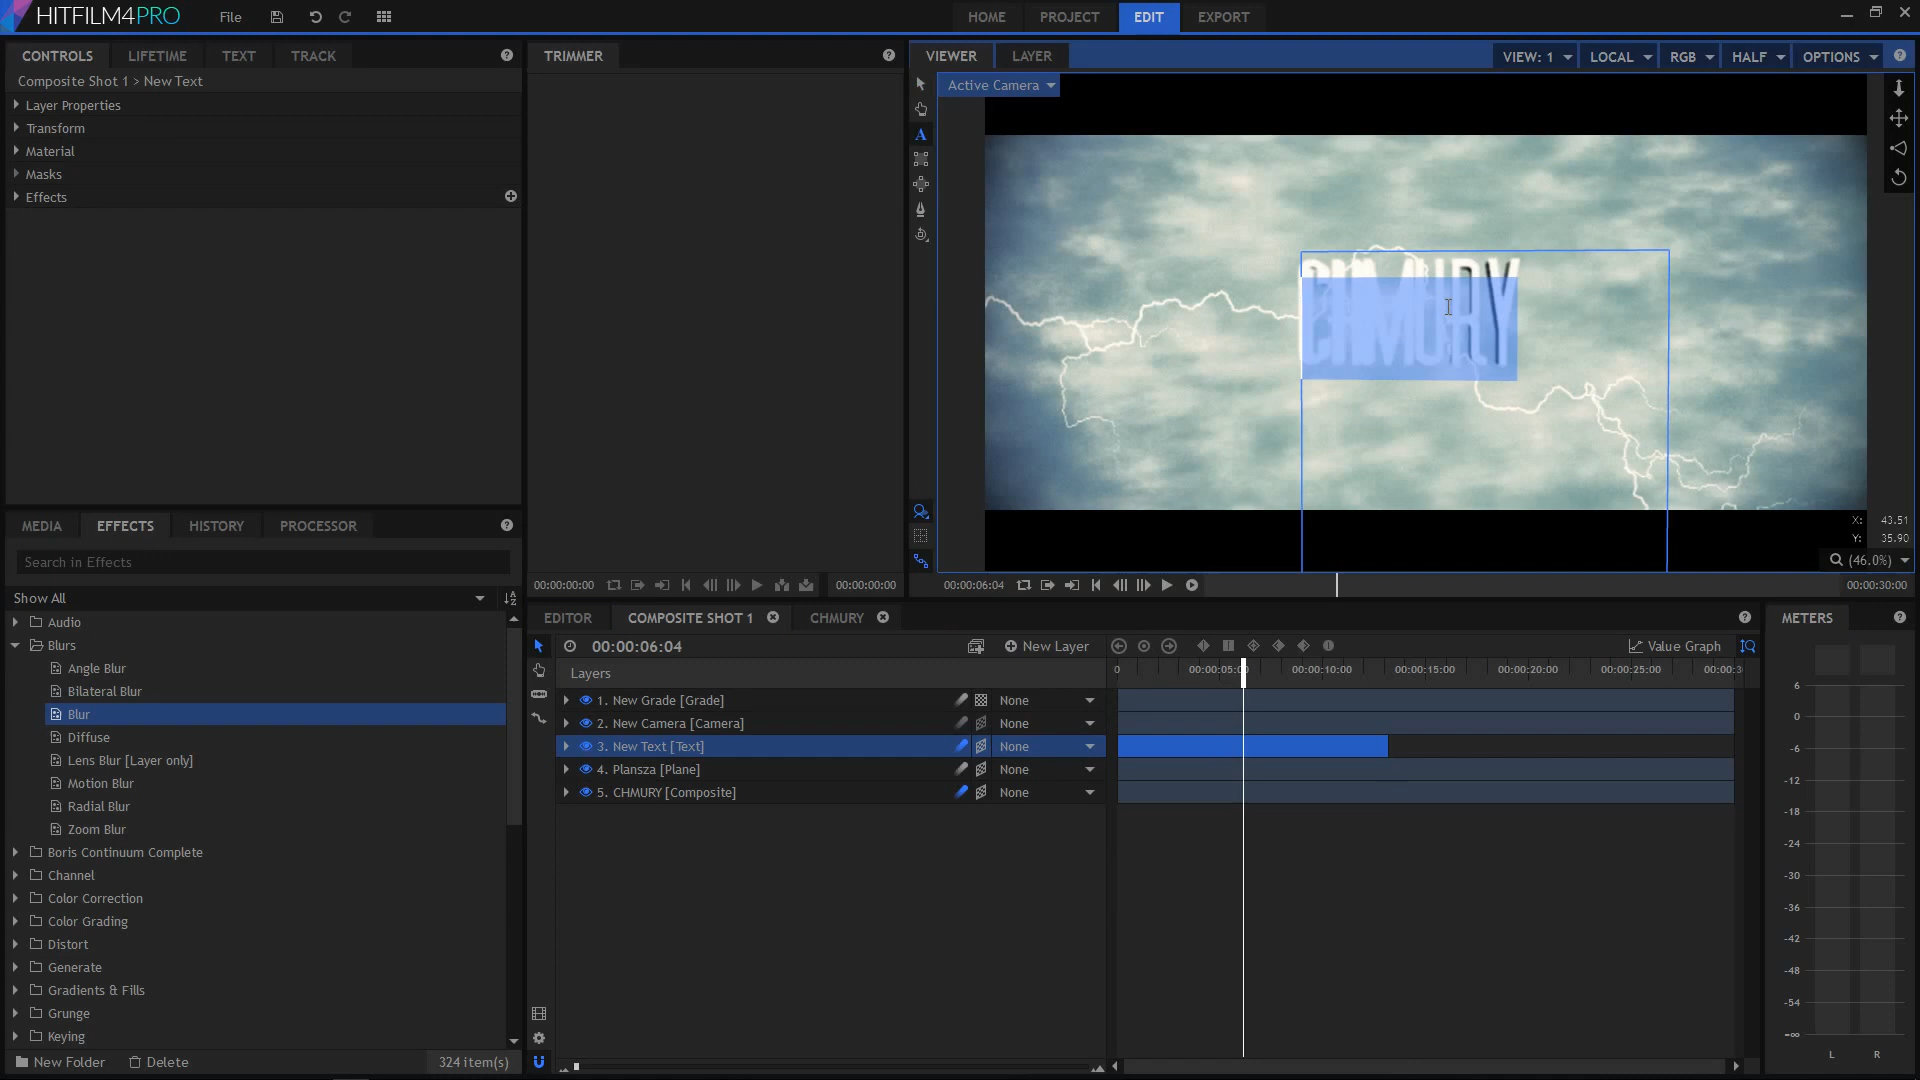 HITFILM4PRO
File
HOME
PROJECT
EDIT
EXPORT
CONTROLS
LIFETIME
TEXT
TRACK
Composite Shot 1 > New Text
Layer Properties
Transform
Material
Masks
Effects
TRIMMER
VIEWER
LAYER
VIEW: 1
LOCAL
RGB
HALF
OPTIONS
Active Camera
A
CHMURY
X: 43.51
Y: 35.90
(46.0%)
00:00:00:00
00:00:00:00
00:00:06:04
00:00:30:00
MEDIA
EFFECTS
HISTORY
PROCESSOR
Search in Effects
Show All
Audio
Blurs
Angle Blur
Bilateral Blur
Blur
Diffuse
Lens Blur [Layer only]
Motion Blur
Radial Blur
Zoom Blur
Boris Continuum Complete
Channel
Color Correction
Color Grading
Distort
Generate
Gradients & Fills
Grunge
Keying
New Folder
Delete
324 item(s)
EDITOR
COMPOSITE SHOT 1
CHMURY
00:00:06:04
New Layer
Value Graph
Layers
0
00:00:05:00
00:00:10:00
00:00:15:00
00:00:20:00
00:00:25:00
00:00:3
1. New Grade [Grade]
None
2. New Camera [Camera]
None
3. New Text [Text]
None
4. Plansza [Plane]
None
5. CHMURY [Composite]
None
METERS
6
0
-6
-12
-18
-24
-30
-36
-42
-48
-54
-∞
L
R